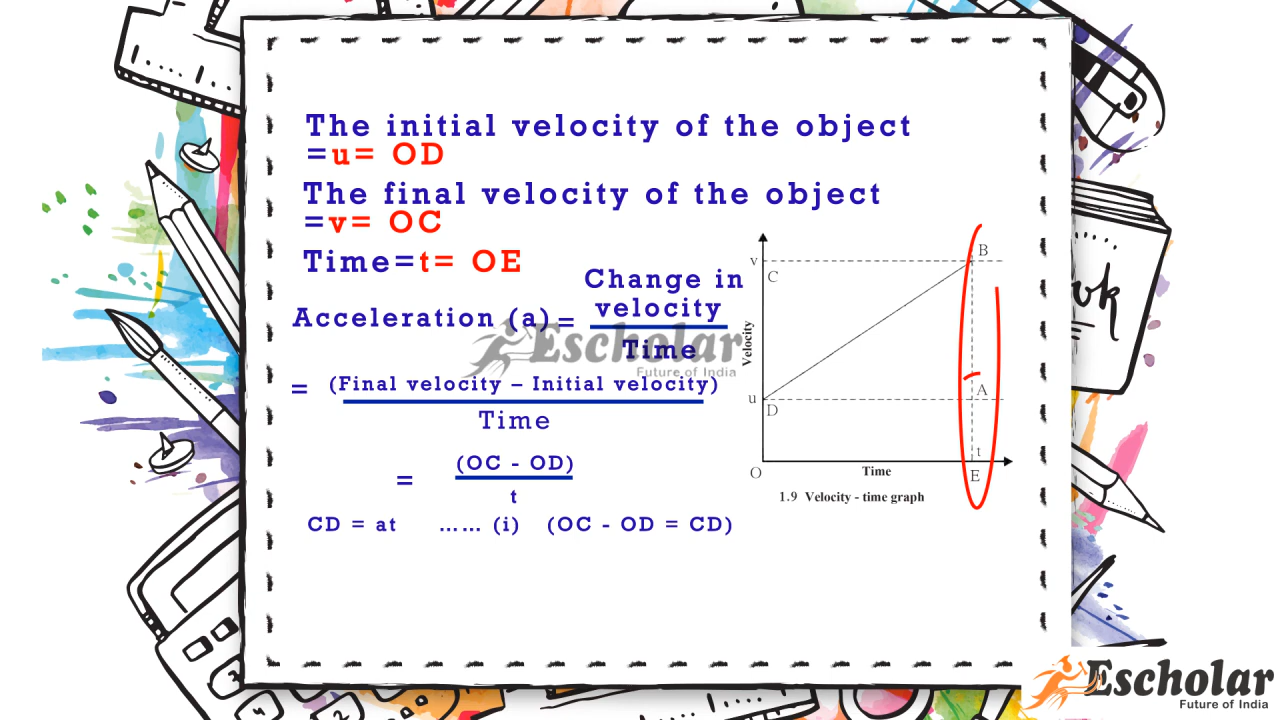 The initial velocity of the object
=u= OD
The final velocity of the object
=v= OC
Time=t= OE
Acceleration (a) = Change in velocity
Time
= (Final velocity – Initial velocity)
Time
= (OC - OD)
t
CD = at …… (i) (OC - OD = CD)
v
C
B
Velocity
u
D
A
t
O
Time
E
1.9 Velocity - time graph
Escholar
Future of India
Escholar
Future of India